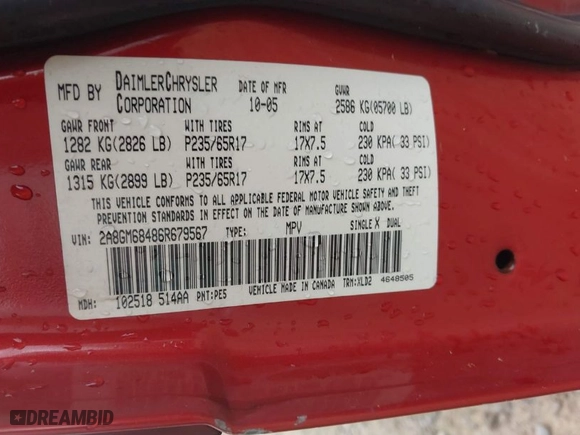 MFD BY DAIMLERCHRYSLER CORPORATION
DATE OF MFR 10-05
GVWR 2586 KG(05700 LB)
GAWR FRONT WITH TIRES RIMS AT COLD
1282 KG(2826 LB) P235/65R17 17X7.5 230 KPA( 33 PSI)
GAWR REAR WITH TIRES RIMS AT COLD
1315 KG(2899 LB) P235/65R17 17X7.5 230 KPA( 33 PSI)
THIS VEHICLE CONFORMS TO ALL APPLICABLE FEDERAL MOTOR VEHICLE SAFETY AND THEFT
PREVENTION STANDARDS IN EFFECT ON THE DATE OF MANUFACTURE SHOWN ABOVE.
VIN: 2A8GM68486R679567 TYPE: MPV SINGLE X DUAL
MDH: 102518 514AA PNT:PE5 VEHICLE MADE IN CANADA TRM:XLD2 4648505
DREAMBID